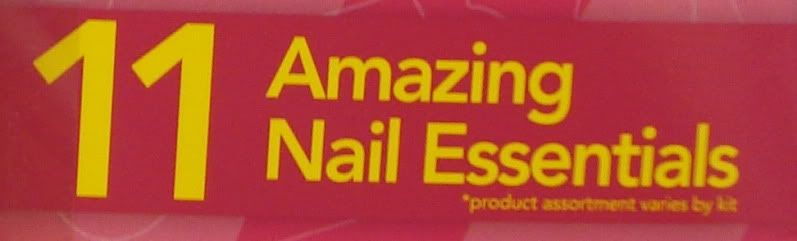 11 Amazing
Nail Essentials
*product assortment varies by kit